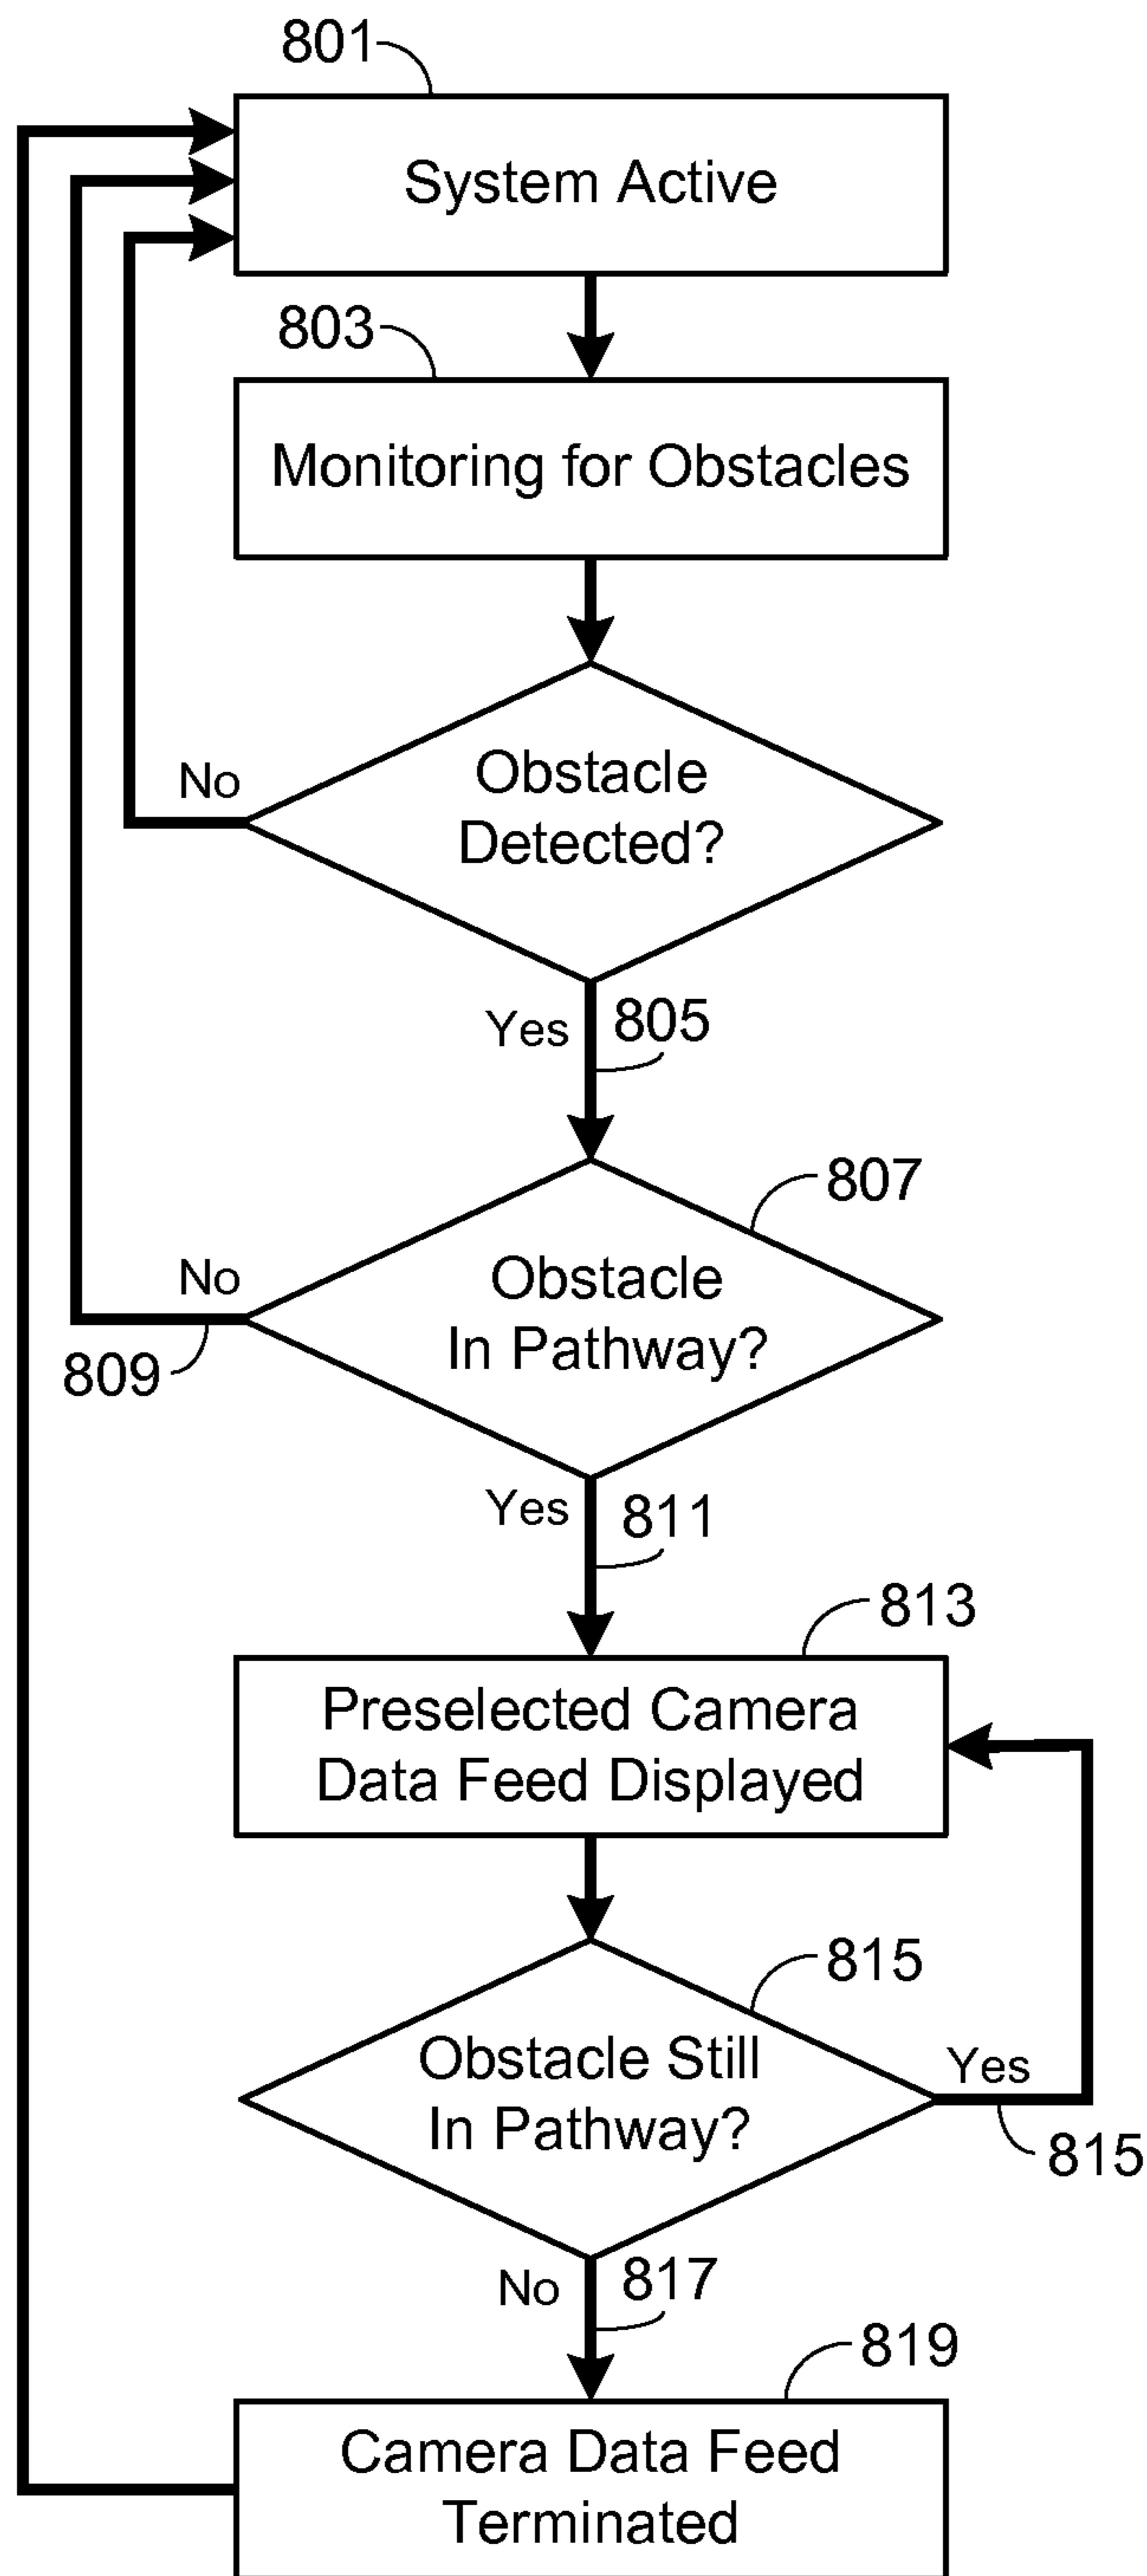 801
System Active
803
Monitoring for Obstacles
Obstacle
Detected?
No
Yes
805
807
Obstacle
In Pathway?
No
809
Yes
811
813
Preselected Camera
Data Feed Displayed
815
Obstacle Still
In Pathway?
Yes
815
No
817
819
Camera Data Feed
Terminated